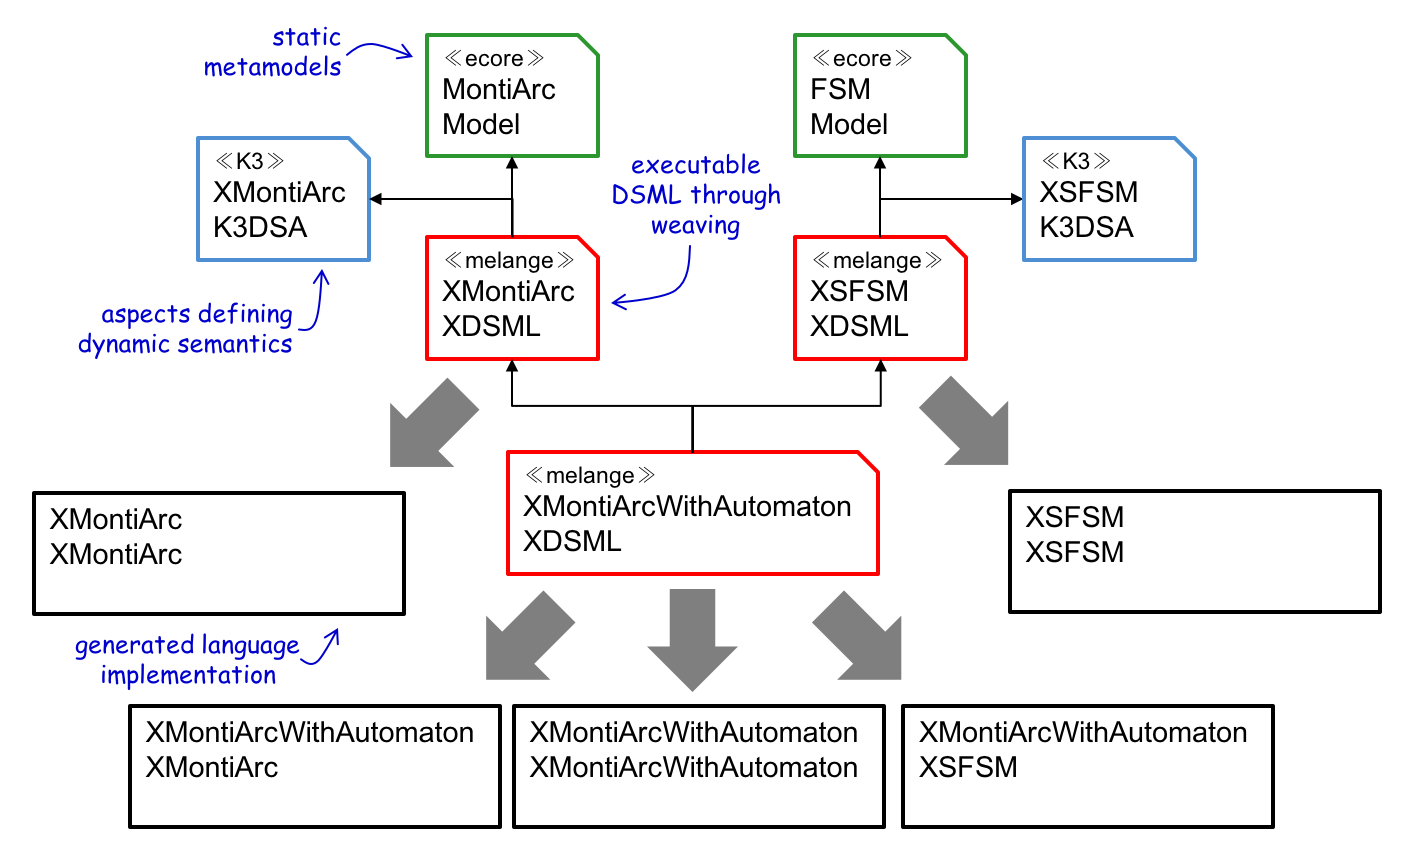 static
metamodels
≪ecore≫
MontiArc
Model
≪ecore≫
FSM
Model
≪K3≫
XMontiArc
K3DSA
executable
DSML through
weaving
≪K3≫
XSFSM
K3DSA
≪melange≫
XMontiArc
XDSML
≪melange≫
XSFSM
XDSML
aspects defining
dynamic semantics
≪melange≫
XMontiArcWithAutomaton
XDSML
XMontiArc
XMontiArc
XSFSM
XSFSM
generated language
implementation
XMontiArcWithAutomaton
XMontiArc
XMontiArcWithAutomaton
XMontiArcWithAutomaton
XMontiArcWithAutomaton
XSFSM